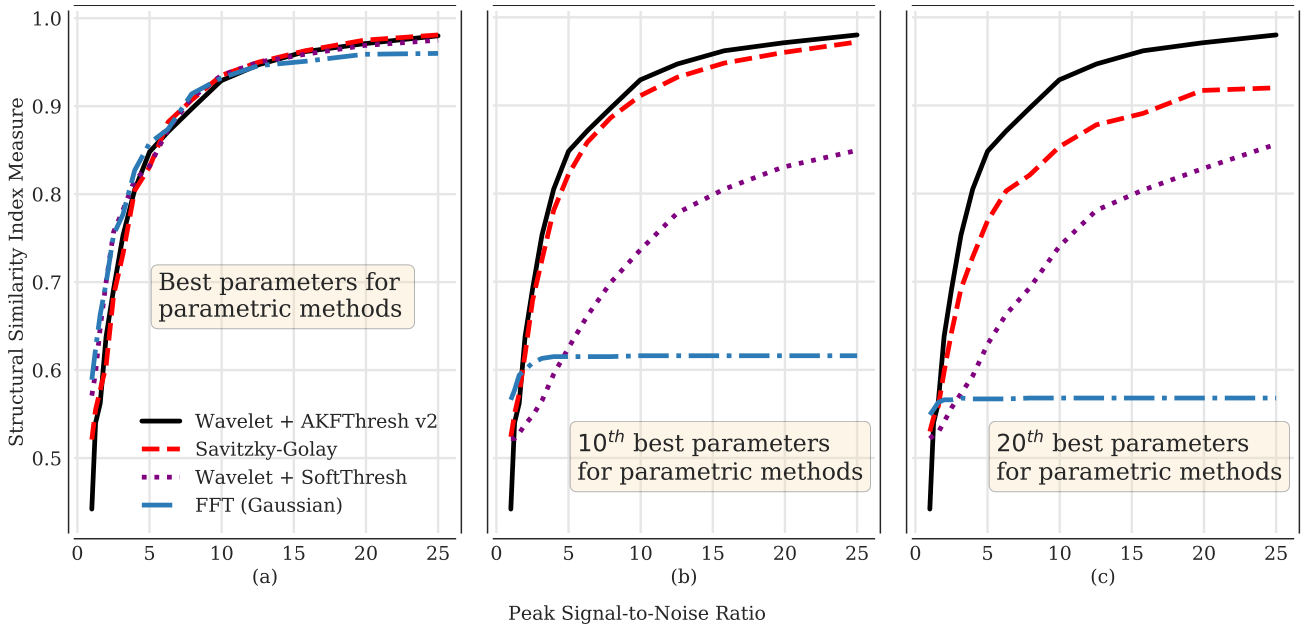 Structural Similarity Index Measure
1.0
0.9
0.8
0.7
0.6
0.5
Best parameters for
parametric methods
Wavelet + AKFThresh v2
Savitzky-Golay
Wavelet + SoftThresh
FFT (Gaussian)
0 5 10 15 20 25
(a)
10th best parameters
for parametric methods
0 5 10 15 20 25
(b)
20th best parameters
for parametric methods
0 5 10 15 20 25
(c)
Peak Signal-to-Noise Ratio